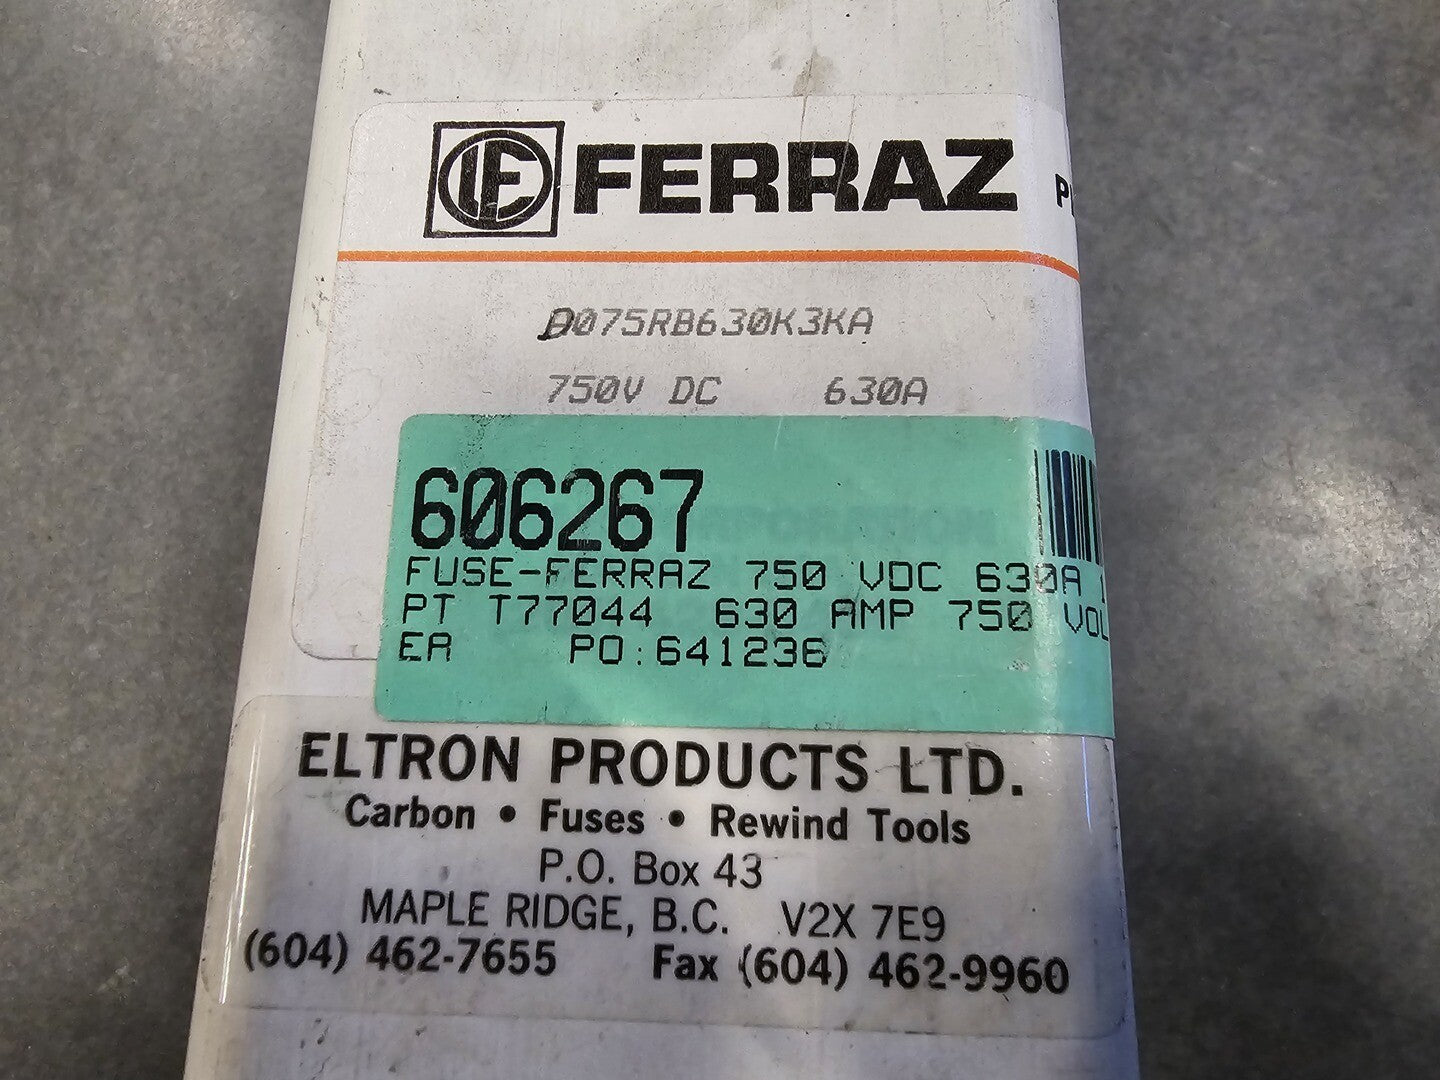 FERRAZ
A075RB630K3KA
750V DC 630A
606267
FUSE-FERRAZ 750 VDC 630A
PT T77044 630 AMP 750 VOL
EA PO:641236
ELTRON PRODUCTS LTD.
Carbon • Fuses • Rewind Tools
P.O. Box 43
MAPLE RIDGE, B.C. V2X 7E9
(604) 462-7655 Fax (604) 462-9960